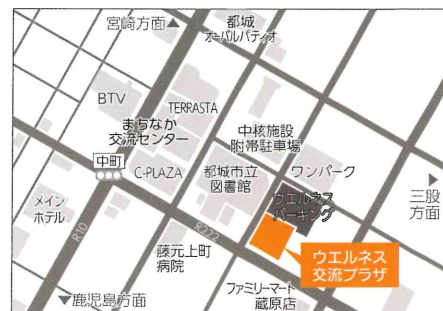 宮崎方面▲
都城
オーバルパティオ
BTV
TERRASTA
まちなか
交流センター
中核施設
附帯駐車場
中町
C-PLAZA
都城市立
図書館
ワンパーク
▶
三股
方面
メイン
ホテル
ウエルネス
パーキング
R10
R222
藤元上町
病院
ウエルネス
交流プラザ
ファミリーマート
蔵原店
▼鹿児島方面